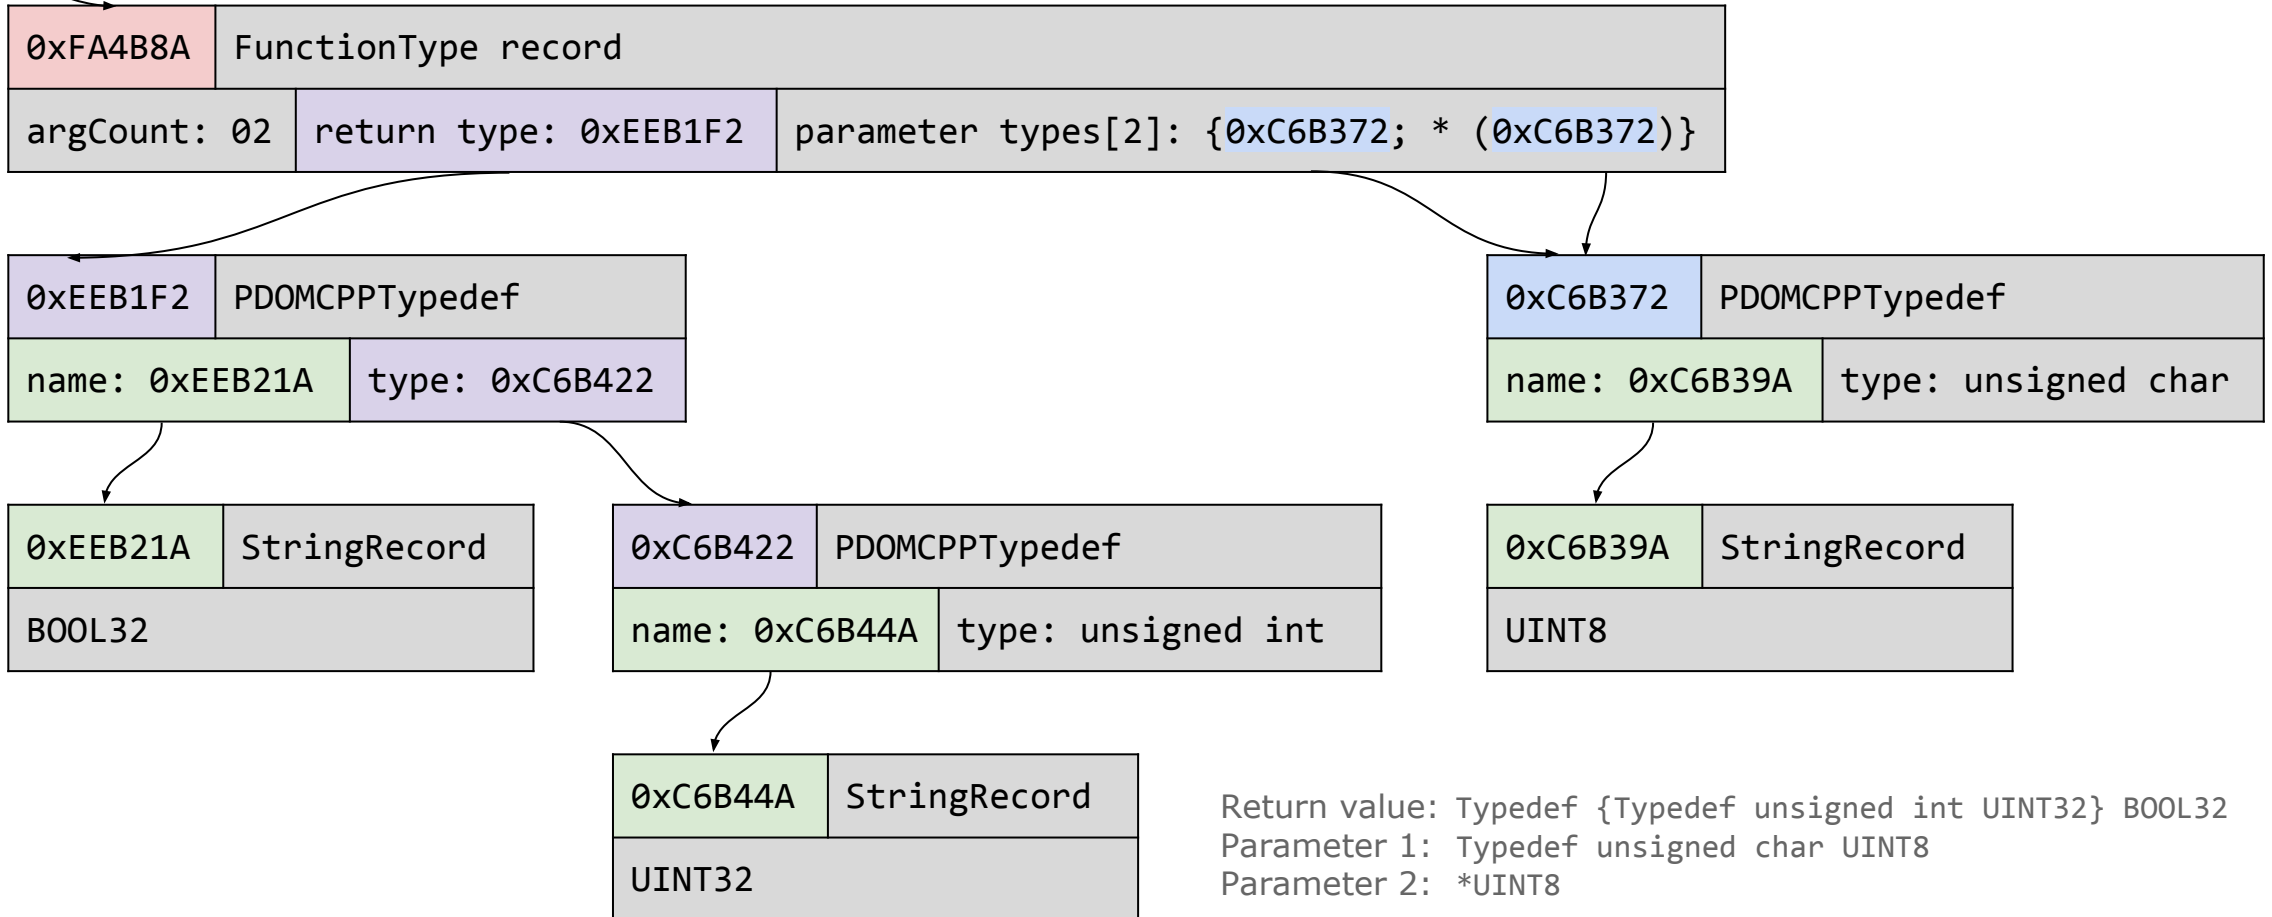 0xFA4B8A FunctionType record
argCount: 02 return type: 0xEEB1F2 parameter types[2]: {0xC6B372; * (0xC6B372)}
0xEEB1F2 PDOMCPPTypedef
name: 0xEEB21A type: 0xC6B422
0xC6B372 PDOMCPPTypedef
name: 0xC6B39A type: unsigned char
0xEEB21A StringRecord
BOOL32
0xC6B422 PDOMCPPTypedef
name: 0xC6B44A type: unsigned int
0xC6B39A StringRecord
UINT8
0xC6B44A StringRecord
UINT32
Return value: Typedef {Typedef unsigned int UINT32} BOOL32
Parameter 1: Typedef unsigned char UINT8
Parameter 2: *UINT8